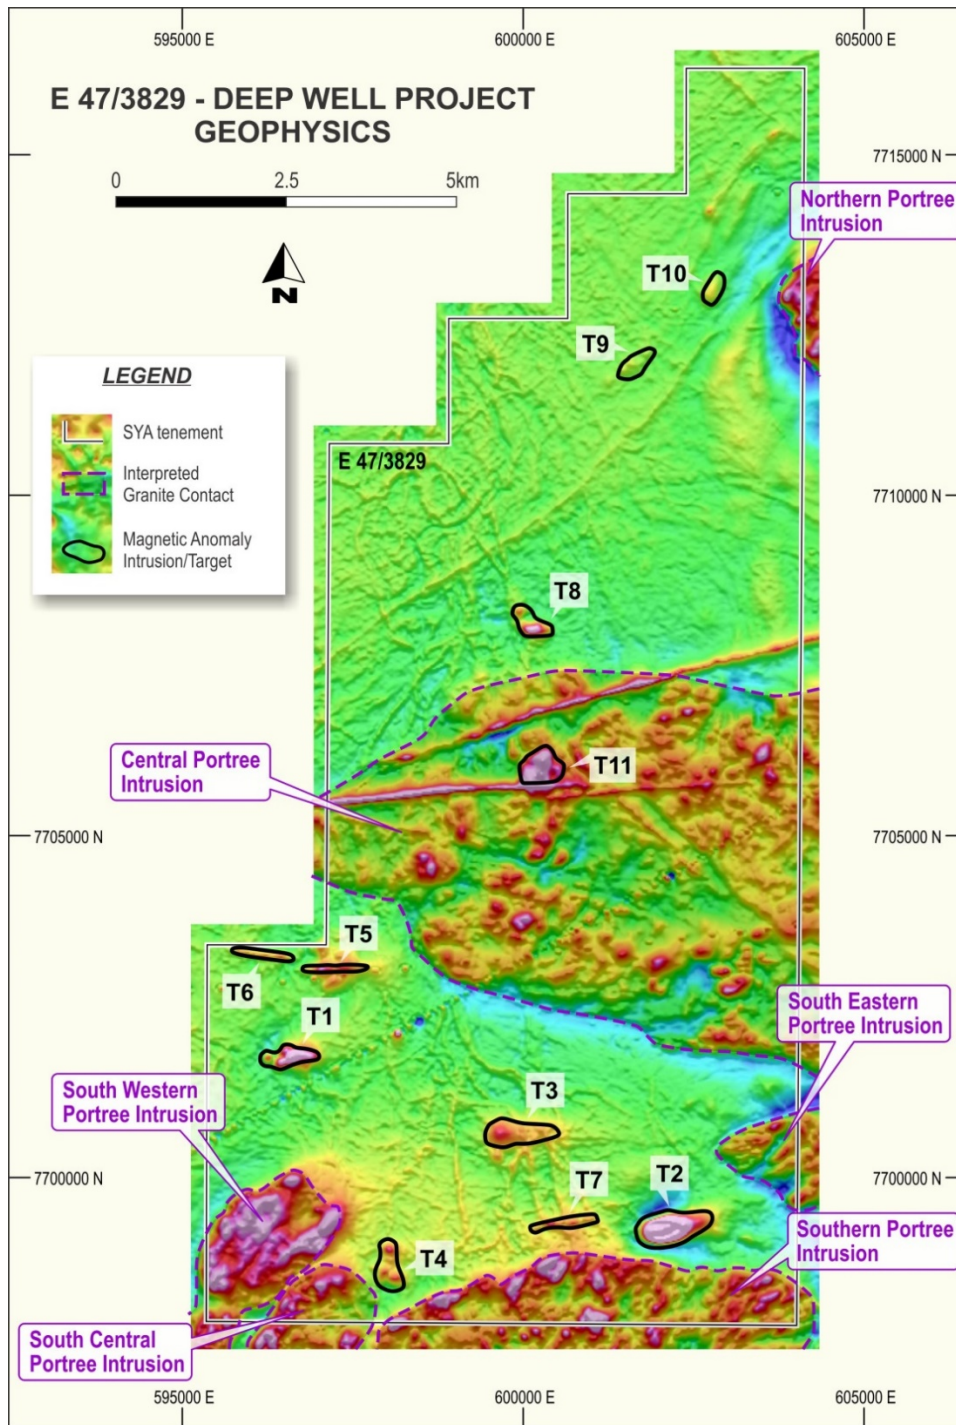 595000 E
600000 E
605000 E
E 47/3829 - DEEP WELL PROJECT
GEOPHYSICS
0
2.5
5km
N
7715000 N
Northern Portree
Intrusion
T10
T9
LEGEND
SYA tenement
Interpreted
Granite Contact
Magnetic Anomaly
Intrusion/Target
E 47/3829
7710000 N
T8
Central Portree
Intrusion
T11
7705000 N
7705000 N
T5
T6
T1
South Eastern
Portree Intrusion
South Western
Portree Intrusion
T3
7700000 N
7700000 N
T7
T2
Southern Portree
Intrusion
T4
South Central
Portree Intrusion
595000 E
600000 E
605000 E